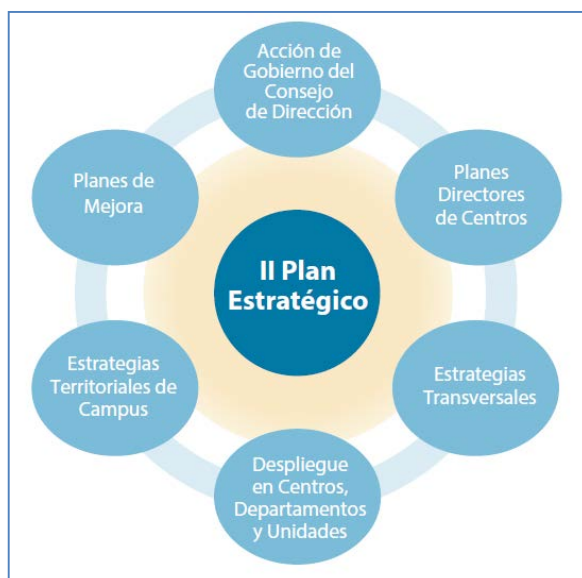 Acción de
Gobierno del
Consejo
de Dirección
Planes
Directores
de Centros
Estrategias
Transversales
Despliegue
en Centros,
Departamentos
y Unidades
Estrategias
Territoriales de
Campus
Planes de
Mejora
II Plan
Estratégico